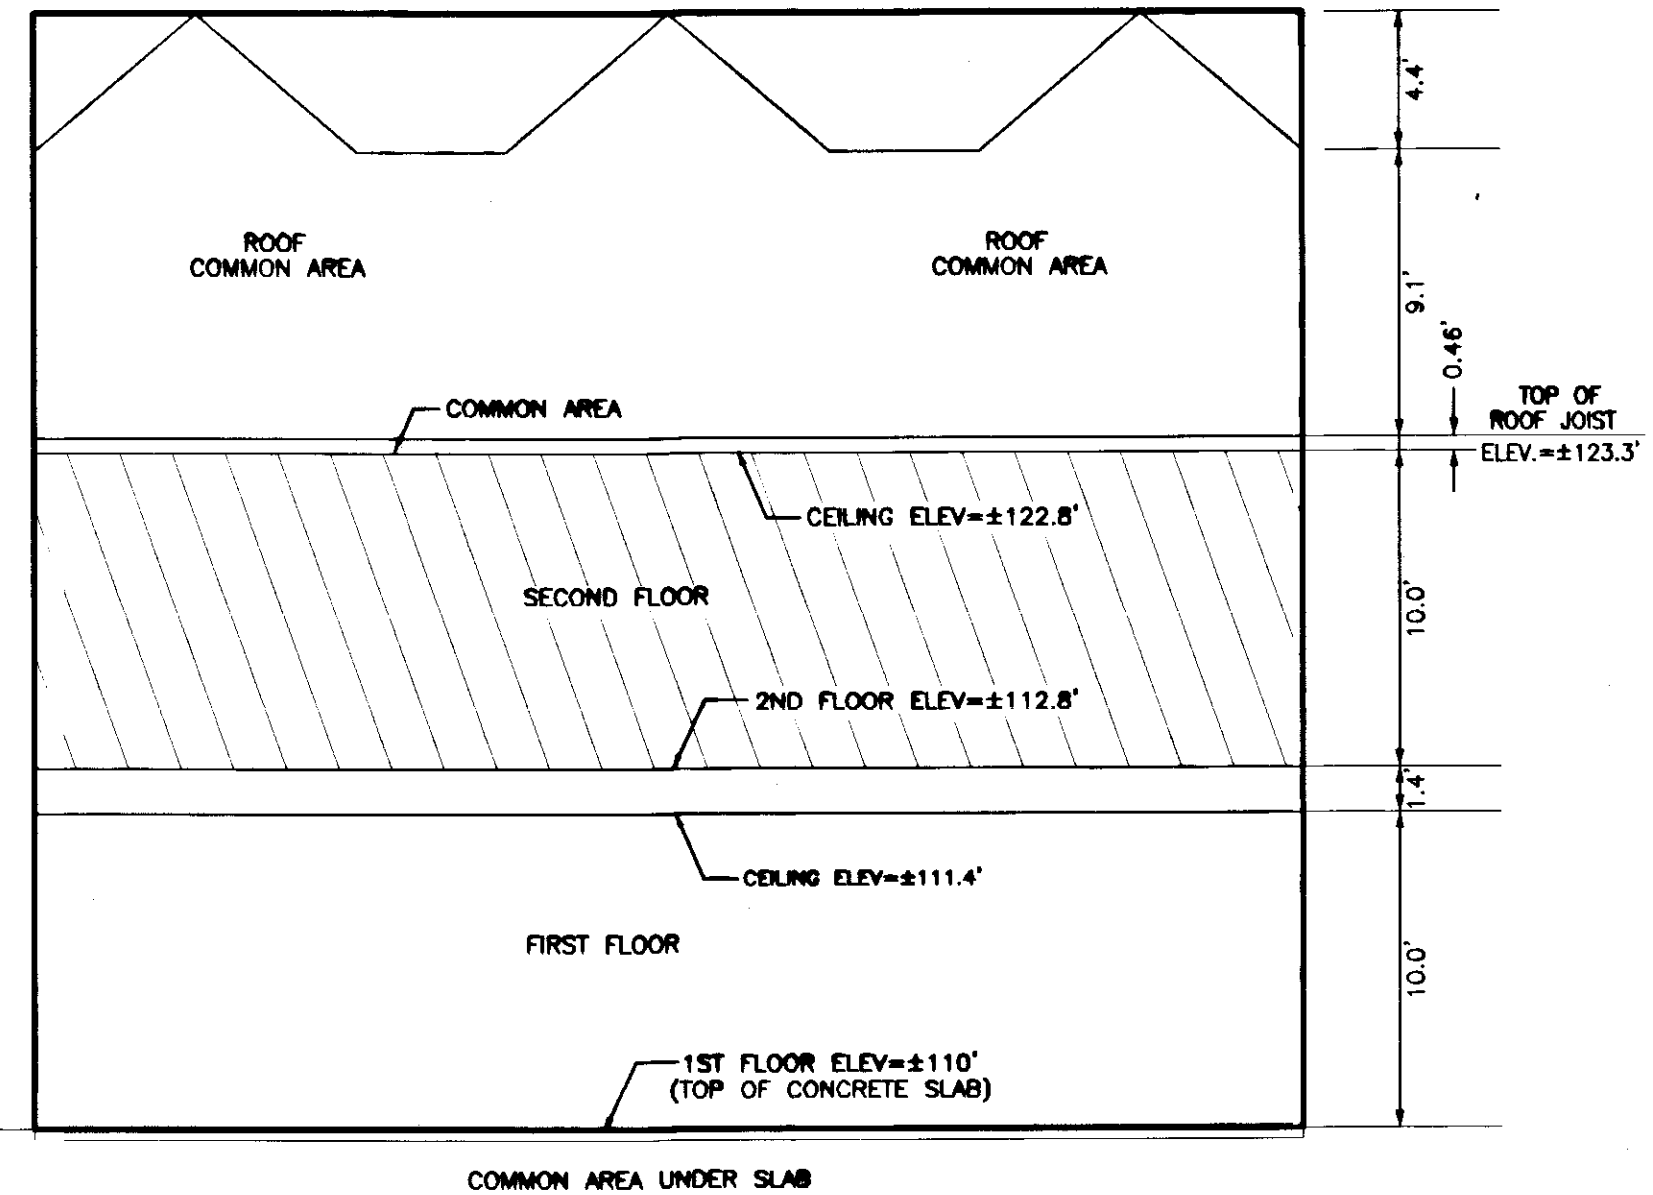 4.4'
ROOF
COMMON AREA
ROOF
COMMON AREA
9.1'
0.46'
TOP OF
ROOF JOIST
ELEV.=±123.3'
COMMON AREA
CEILING ELEV=±122.8'
SECOND FLOOR
10.0'
2ND FLOOR ELEV=±112.8'
1.4'
CEILING ELEV=±111.4'
FIRST FLOOR
10.0'
1ST FLOOR ELEV=±110'
(TOP OF CONCRETE SLAB)
COMMON AREA UNDER SLAB